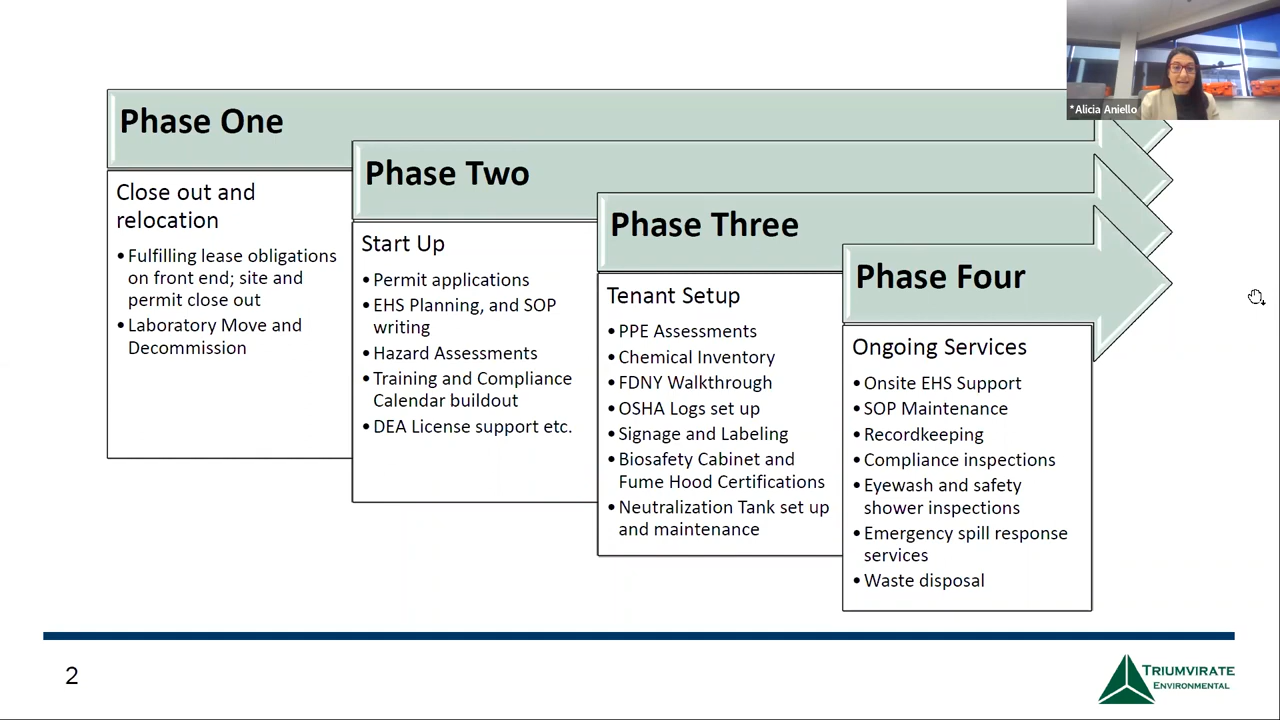 *Alicia Aniello
Phase One
Close out and
relocation
•Fulfilling lease obligations
on front end; site and
permit close out
•Laboratory Move and
Decommission
Phase Two
Start Up
•Permit applications
•EHS Planning, and SOP
writing
•Hazard Assessments
•Training and Compliance
Calendar buildout
•DEA License support etc.
Phase Three
Tenant Setup
•PPE Assessments
•Chemical Inventory
•FDNY Walkthrough
•OSHA Logs set up
•Signage and Labeling
•Biosafety Cabinet and
Fume Hood Certifications
•Neutralization Tank set up
and maintenance
Phase Four
Ongoing Services
•Onsite EHS Support
•SOP Maintenance
•Recordkeeping
•Compliance inspections
•Eyewash and safety
shower inspections
•Emergency spill response
services
•Waste disposal
2
TRIUMVIRATE
ENVIRONMENTAL